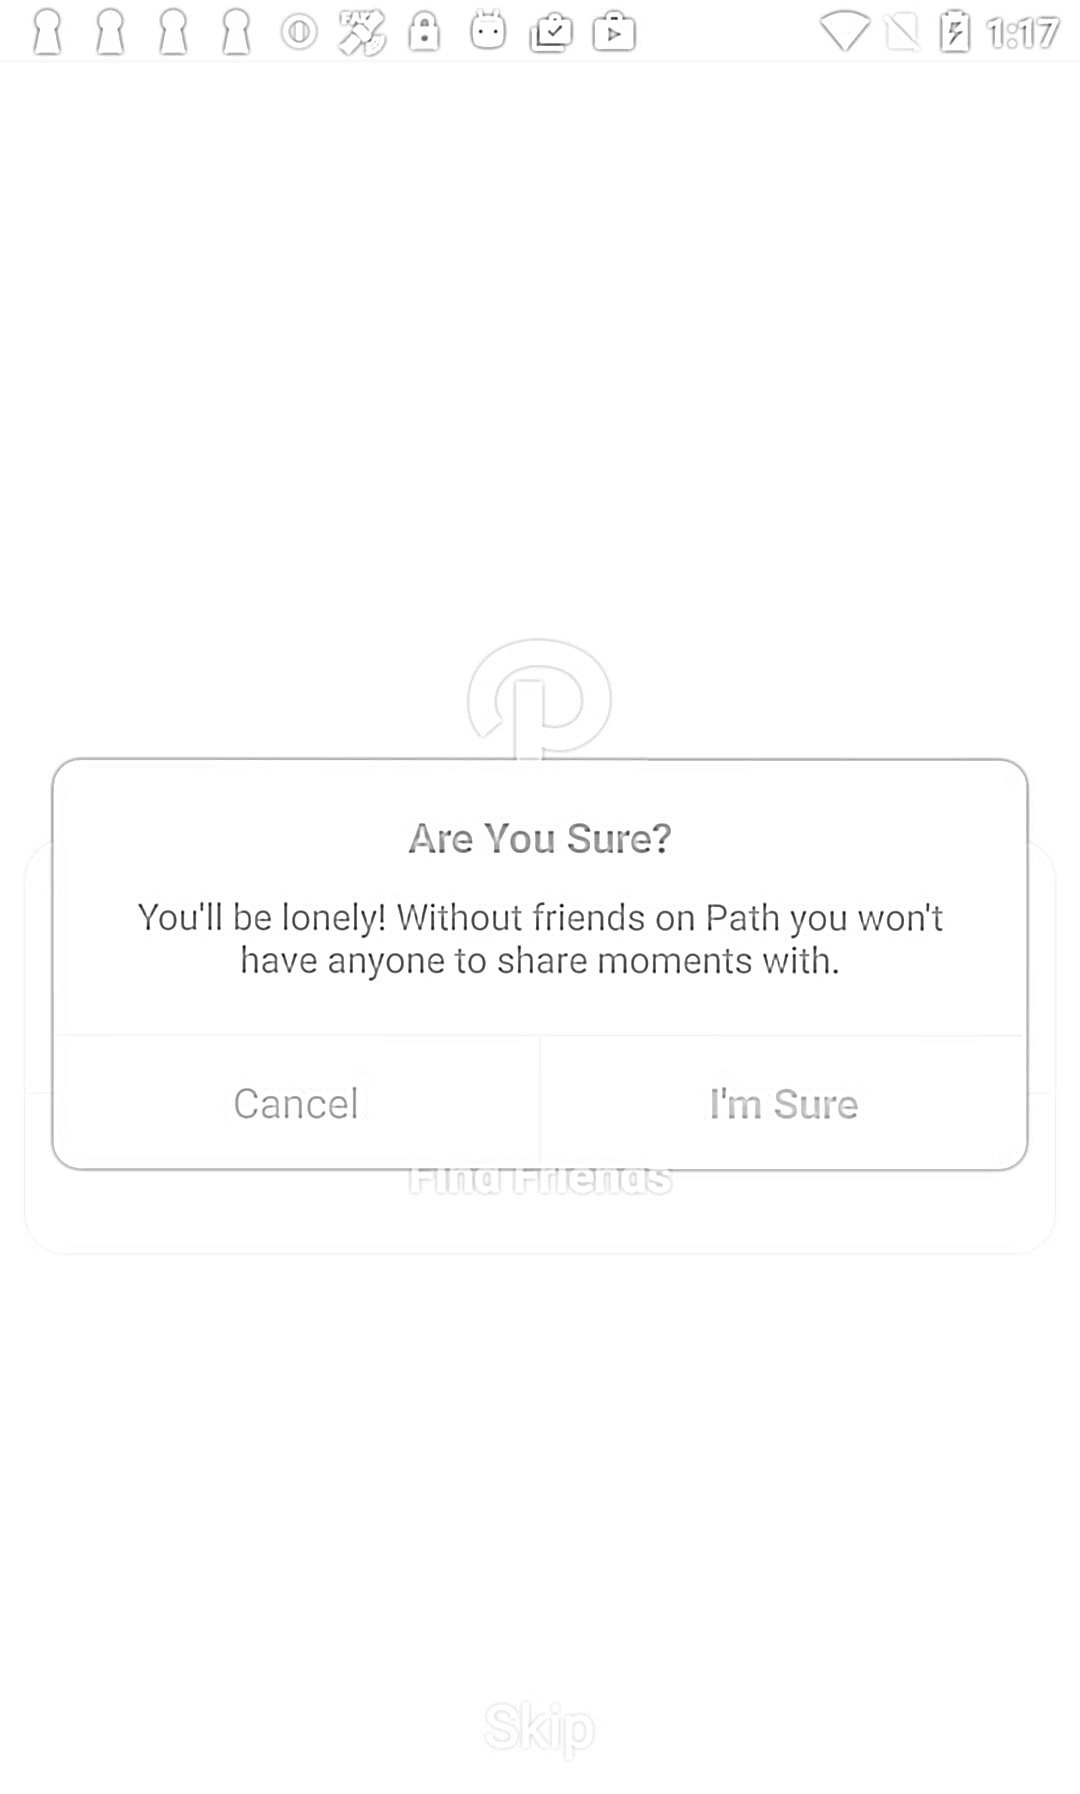 FAKE
1:17
Are You Sure?
You'll be lonely! Without friends on Path you won't
have anyone to share moments with.
Cancel
I'm Sure
Find Friends
Skip